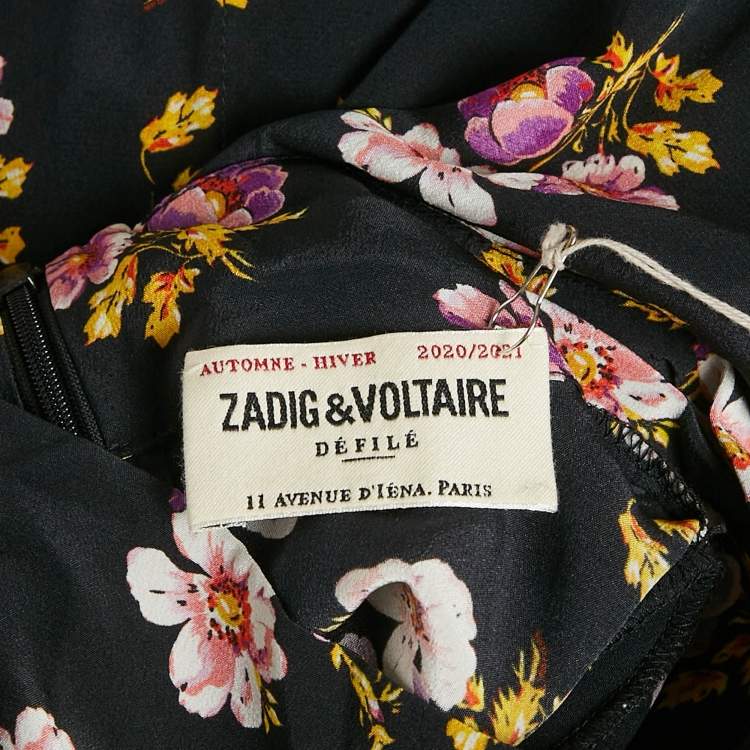 AUTOMNE - HIVER 2020/2021
ZADIG & VOLTAIRE
DÉFILÉ
11 AVENUE D'IÉNA. PARIS